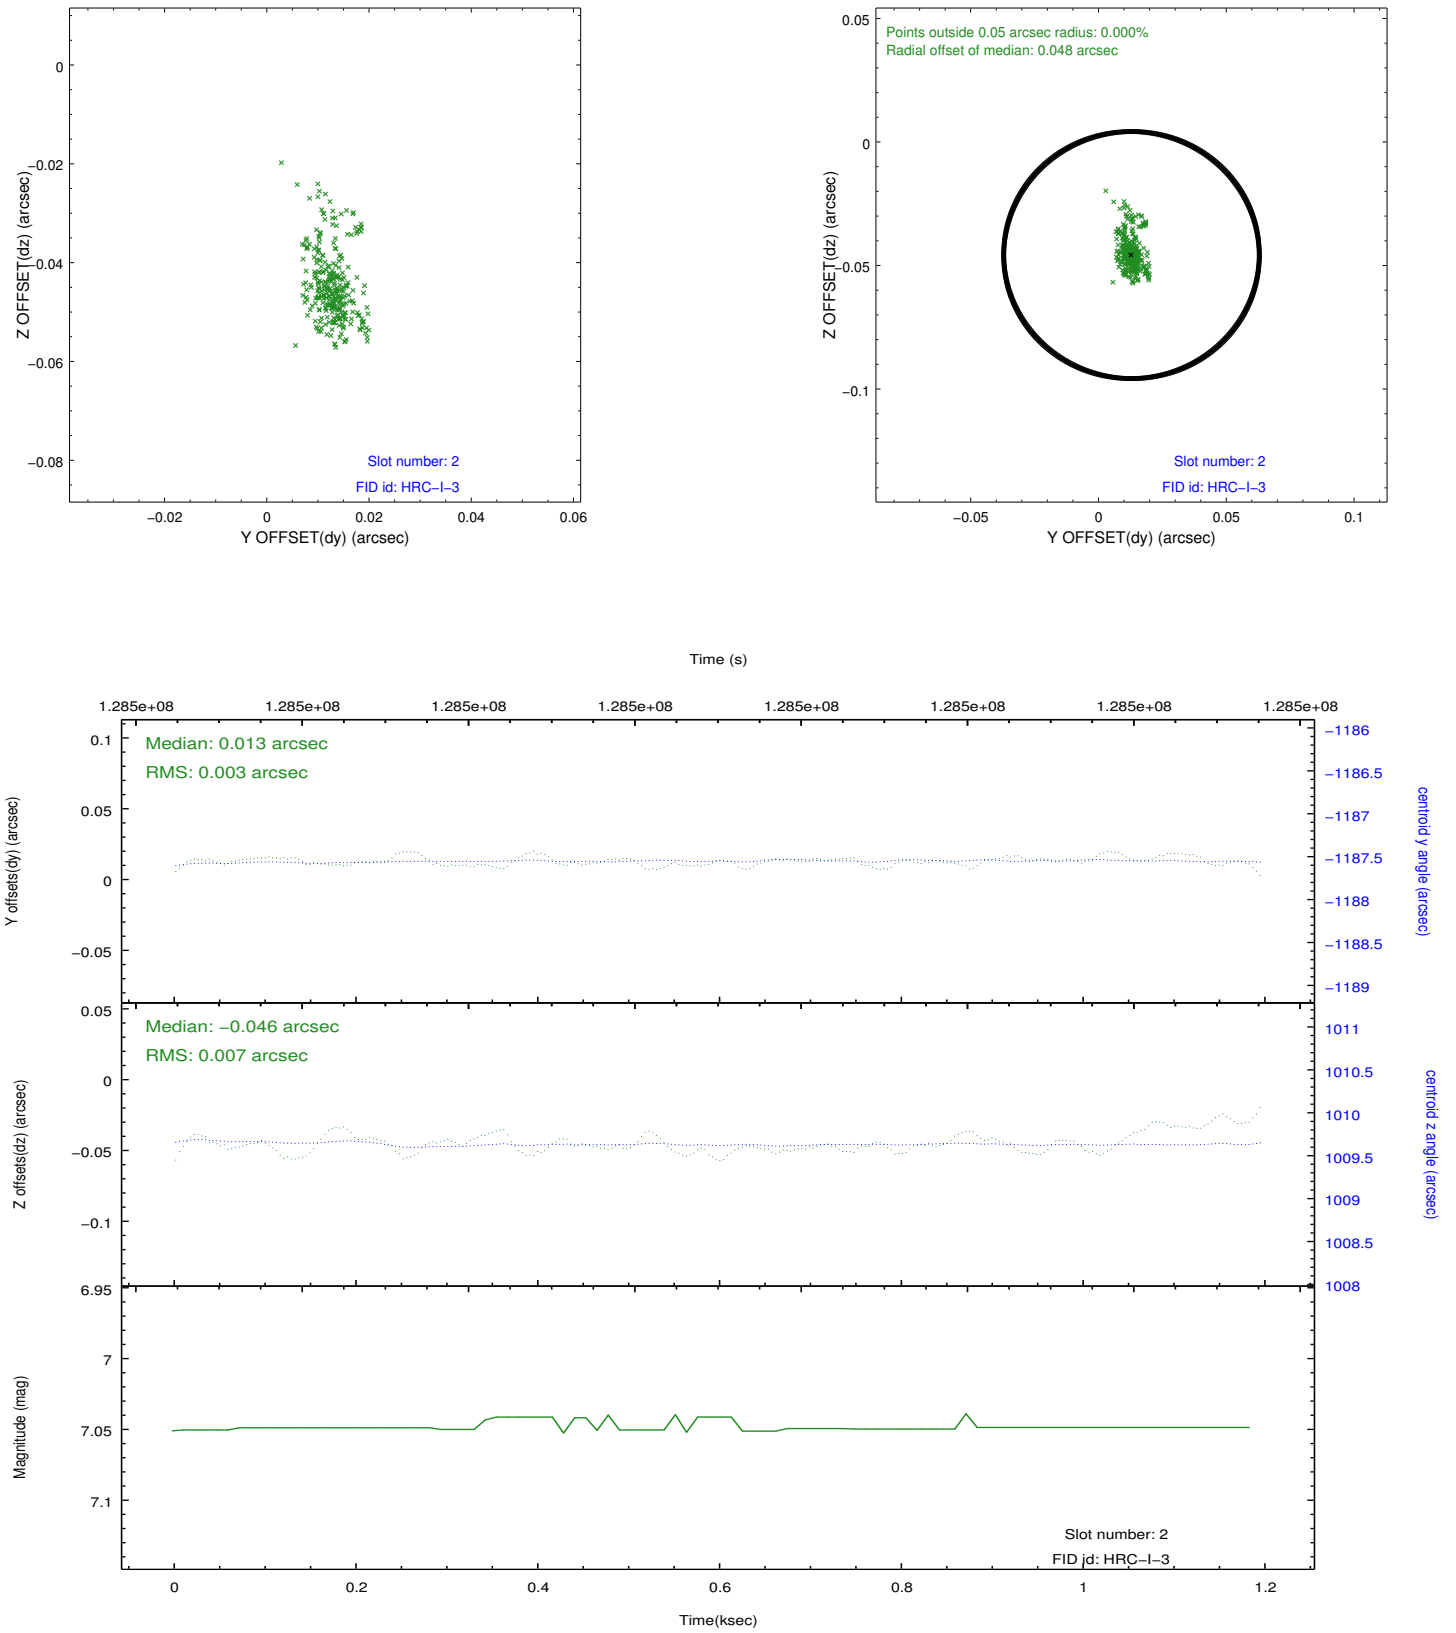 0
−0.02
−0.04
−0.06
−0.08
Z OFFSET(dz) (arcsec)
Slot number: 2
FID id: HRC−I−3
−0.02 0 0.02 0.04 0.06
Y OFFSET(dy) (arcsec)
0.05
0
−0.05
−0.1
Z OFFSET(dz) (arcsec)
Points outside 0.05 arcsec radius: 0.000%
Radial offset of median: 0.048 arcsec
Slot number: 2
FID id: HRC−I−3
−0.05 0 0.05 0.1
Y OFFSET(dy) (arcsec)
Time (s)
1.285e+08 1.285e+08 1.285e+08 1.285e+08 1.285e+08 1.285e+08 1.285e+08 1.285e+08
0.1
0.05
0
−0.05
Y offsets(dy) (arcsec)
Median: 0.013 arcsec
RMS: 0.003 arcsec
−1186
−1186.5
−1187
−1187.5
−1188
−1188.5
−1189
centroid y angle (arcsec)
0.05
0
−0.05
−0.1
Z offsets(dz) (arcsec)
Median: −0.046 arcsec
RMS: 0.007 arcsec
1011
1010.5
1010
1009.5
1009
1008.5
1008
centroid z angle (arcsec)
6.95
7
7.05
7.1
Magnitude (mag)
Slot number: 2
FID id: HRC−I−3
0 0.2 0.4 0.6 0.8 1 1.2
Time(ksec)